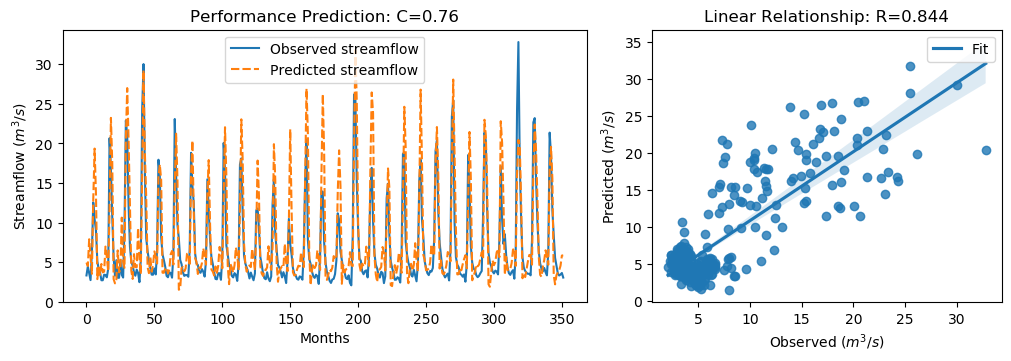 Performance Prediction: C=0.76
Streamflow (m³/s)
30
25
20
15
10
5
0
Observed streamflow
Predicted streamflow
0 50 100 150 200 250 300 350
Months
Linear Relationship: R=0.844
Predicted (m³/s)
35
30
25
20
15
10
5
0
Fit
5 10 15 20 25 30
Observed (m³/s)